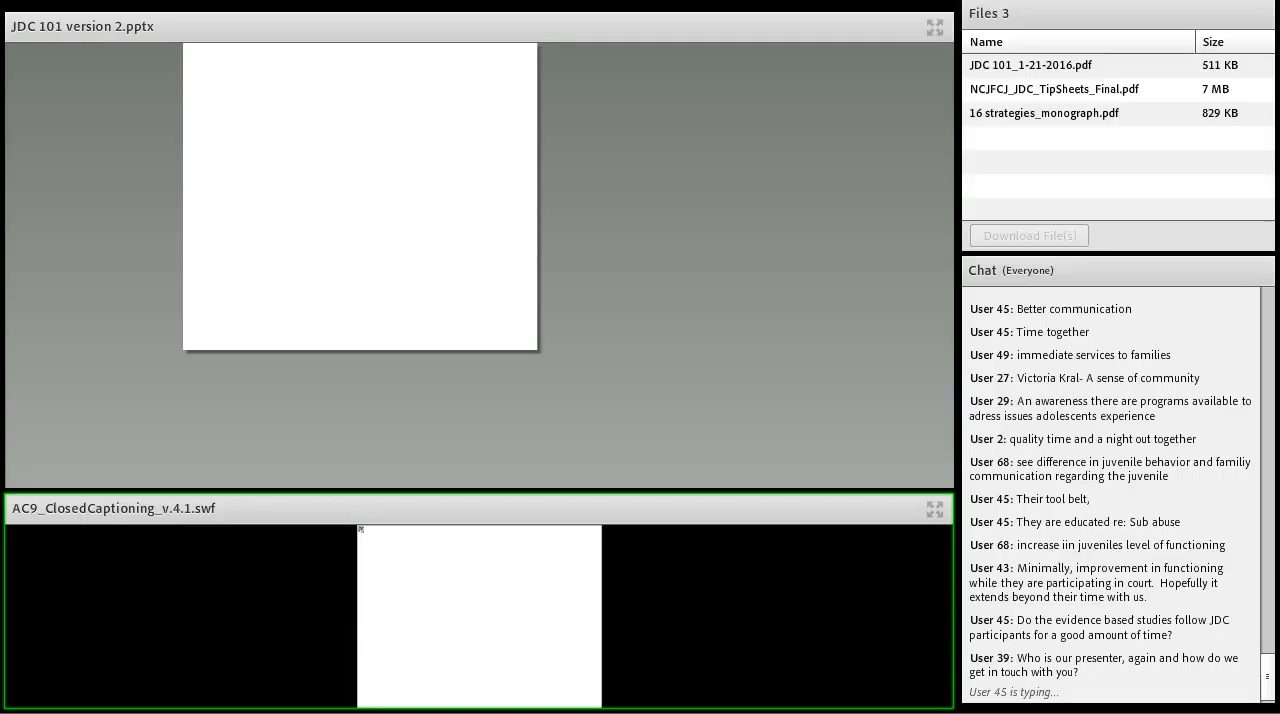 JDC 101 version 2.pptx
Files 3
Name Size
JDC 101_1-21-2016.pdf 511 KB
NCJFCJ_JDC_TipSheets_Final.pdf 7 MB
16 strategies_monograph.pdf 829 KB
Download File(s)
Chat (Everyone)
User 45: Better communication
User 45: Time together
User 49: immediate services to families
User 27: Victoria Kral- A sense of community
User 29: An awareness there are programs available to
adress issues adolescents experience
User 2: quality time and a night out together
User 68: see difference in juvenile behavior and familiy
communication regarding the juvenile
User 45: Their tool belt,
User 45: They are educated re: Sub abuse
User 68: increase iin juveniles level of functioning
User 43: Minimally, improvement in functioning
while they are participating in court. Hopefully it
extends beyond their time with us.
User 45: Do the evidence based studies follow JDC
participants for a good amount of time?
User 39: Who is our presenter, again and how do we
get in touch with you?
User 45 is typing...
AC9_ClosedCaptioning_v.4.1.swf